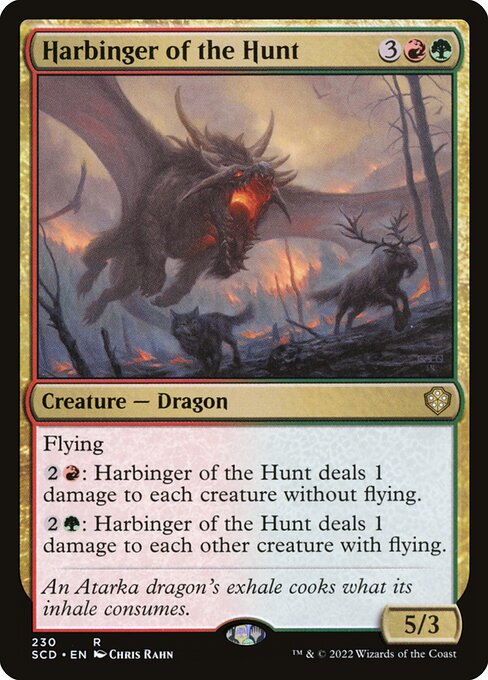 Harbinger of the Hunt 3
Creature — Dragon
Flying
2 : Harbinger of the Hunt deals 1
damage to each creature without flying.
2 : Harbinger of the Hunt deals 1
damage to each other creature with flying.
An Atarka dragon's exhale cooks what its
inhale consumes.
5/3
230 R
SCD • EN Chris Rahn
™ & © 2022 Wizards of the Coast